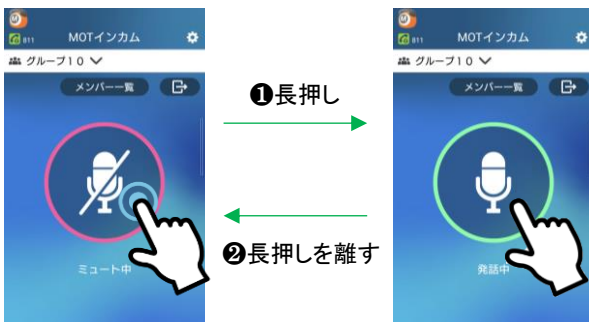 811 MOTインカム
グループ10
メンバー一覧
ミュート中
❶長押し
❷長押しを離す
811 MOTインカム
グループ10
メンバー一覧
発話中